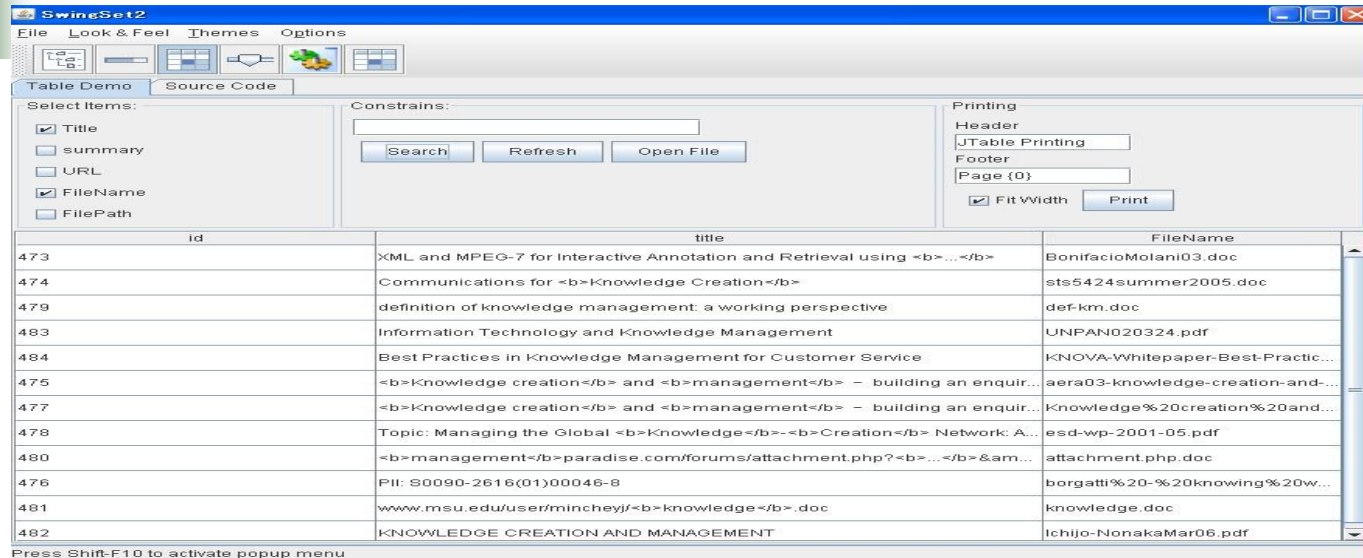 SwingSet2
File Look & Feel Themes Options
Table Demo Source Code
Select Items:
Title
summary
URL
FileName
FilePath
Constrains:
Search Refresh Open File
Printing
Header
JTable Printing
Footer
Page {0}
Fit Width Print
id title FileName
473 XML and MPEG-7 for Interactive Annotation and Retrieval using <b>...</b> BonifacioMolani03.doc
474 Communications for <b>Knowledge Creation</b> sts5424summer2005.doc
479 definition of knowledge management: a working perspective def-km.doc
483 Information Technology and Knowledge Management UNPAN020324.pdf
484 Best Practices in Knowledge Management for Customer Service KNOVA-Whitepaper-Best-Practic...
475 <b>Knowledge creation</b> and <b>management</b> – building an enquir... aera03-knowledge-creation-and-...
477 <b>Knowledge creation</b> and <b>management</b> – building an enquir... Knowledge%20creation%20and...
478 Topic: Managing the Global <b>Knowledge</b>-<b>Creation</b> Network: A... esd-wp-2001-05.pdf
480 <b>management</b>paradise.com/forums/attachment.php?<b>...</b>&am... attachment.php.doc
476 PII: S0090-2616(01)00046-8 borgatti%20-%20knowing%20w...
481 www.msu.edu/user/mincheyj/<b>knowledge</b>.doc knowledge.doc
482 KNOWLEDGE CREATION AND MANAGEMENT Ichijo-NonakaMar06.pdf
Press Shift-F10 to activate popup menu